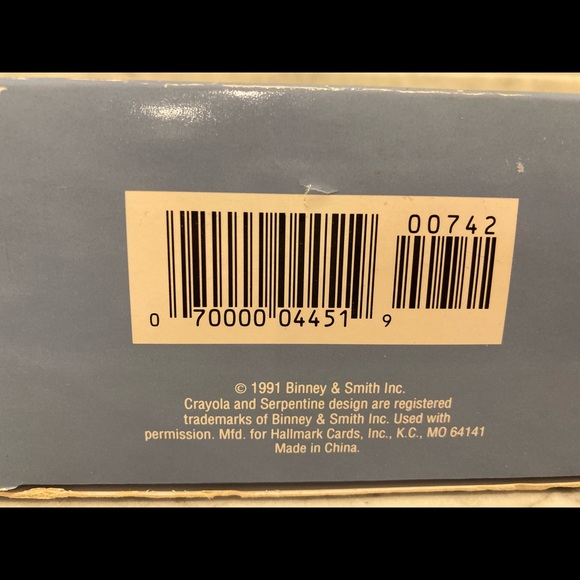 00742
0 70000 04451 9
© 1991 Binney & Smith Inc.
Crayola and Serpentine design are registered
trademarks of Binney & Smith Inc. Used with
permission. Mfd. for Hallmark Cards, Inc., K.C., MO 64141
Made in China.